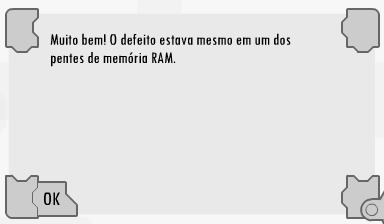 Muito bem! O defeito estava mesmo em um dos
pentes de memória RAM.
OK